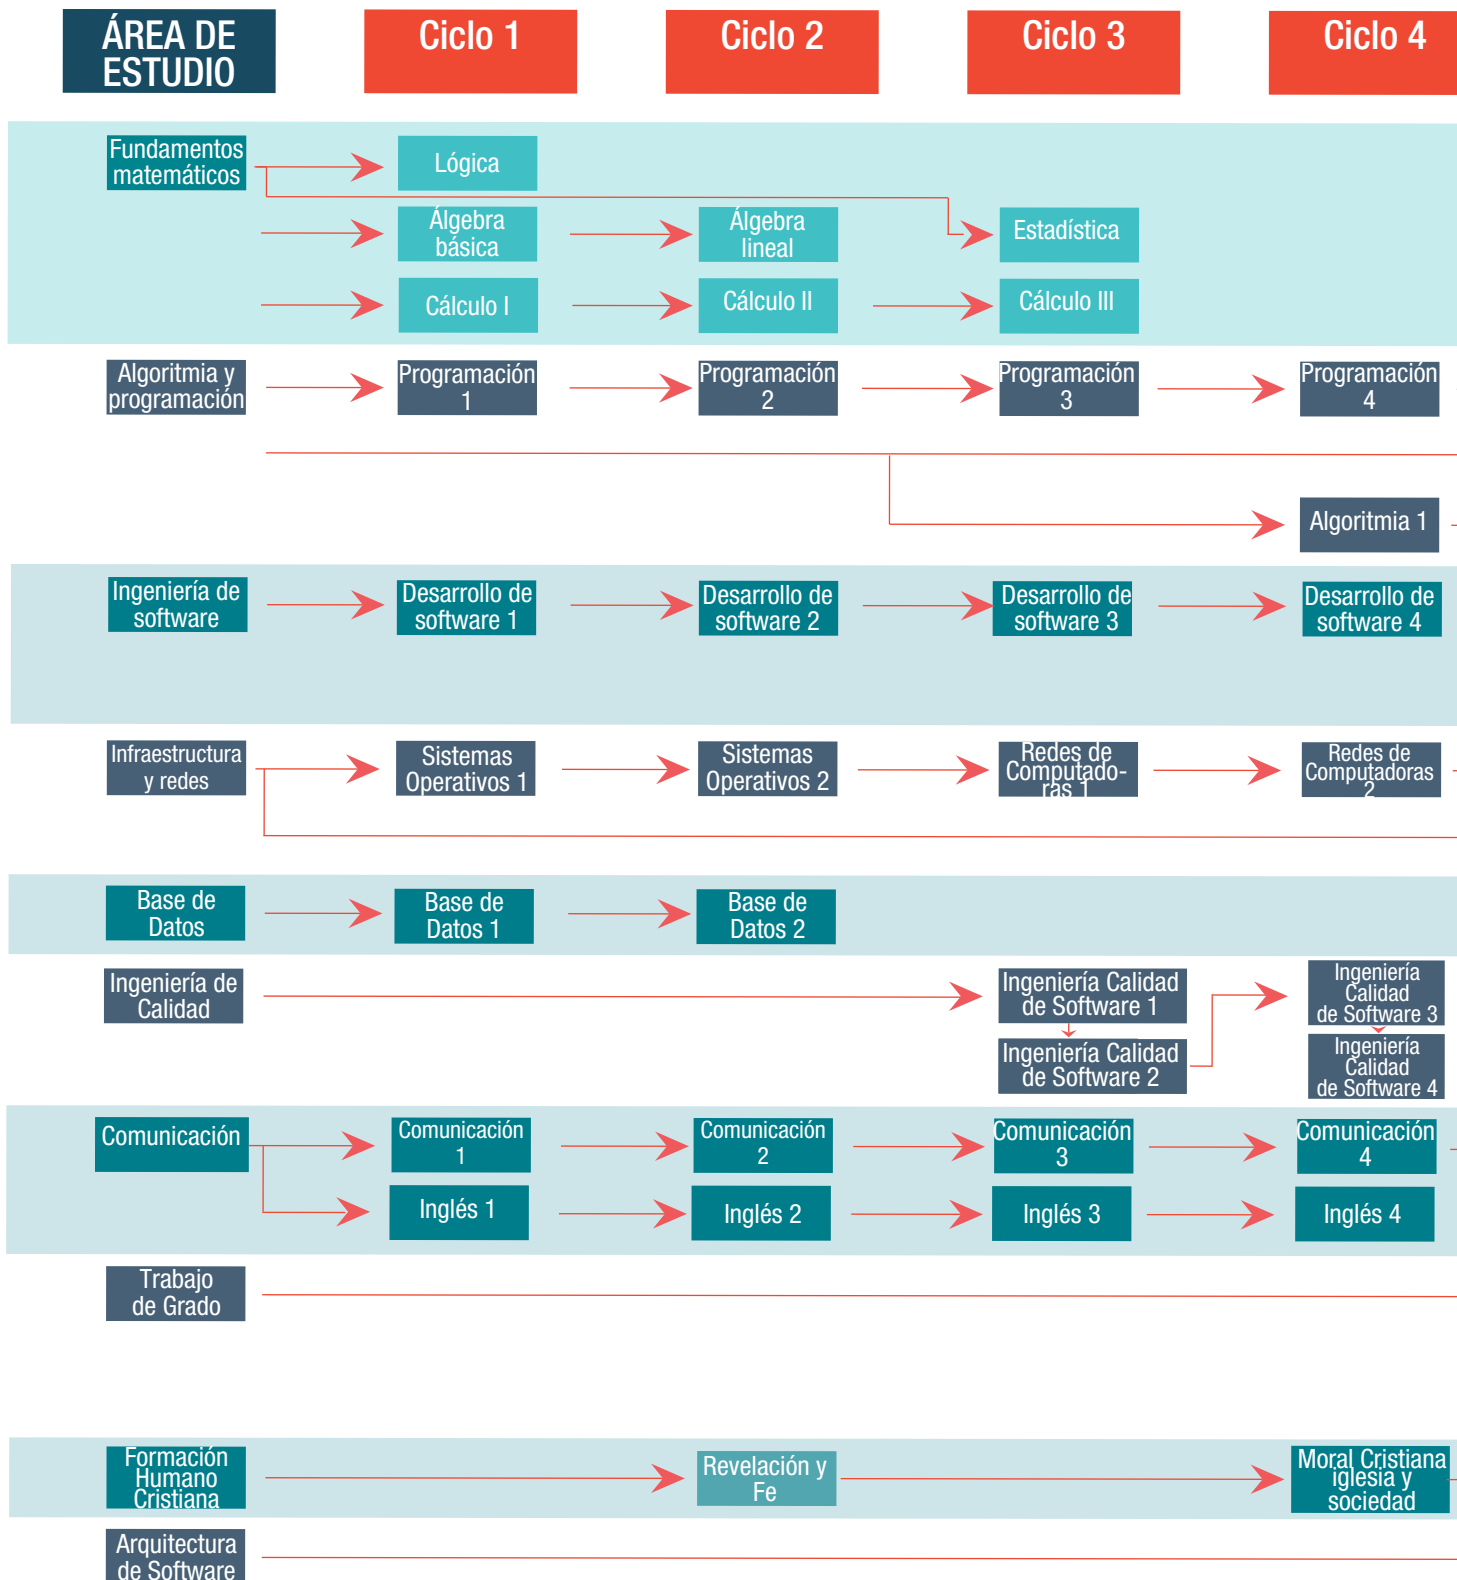 ÁREA DE
ESTUDIO
Ciclo 1
Ciclo 2
Ciclo 3
Ciclo 4
Fundamentos
matemáticos
Lógica
Álgebra
básica
Álgebra
lineal
Estadística
Cálculo I
Cálculo II
Cálculo III
Algoritmia y
programación
Programación
1
Programación
2
Programación
3
Programación
4
Algoritmia 1
Ingeniería de
software
Desarrollo de
software 1
Desarrollo de
software 2
Desarrollo de
software 3
Desarrollo de
software 4
Infraestructura
y redes
Sistemas
Operativos 1
Sistemas
Operativos 2
Redes de
Computado-
ras 1
Redes de
Computadoras
2
Base de
Datos
Base de
Datos 1
Base de
Datos 2
Ingeniería de
Calidad
Ingeniería Calidad
de Software 1
Ingeniería Calidad
de Software 2
Ingeniería
Calidad
de Software 3
Ingeniería
Calidad
de Software 4
Comunicación
Comunicación
1
Comunicación
2
Comunicación
3
Comunicación
4
Inglés 1
Inglés 2
Inglés 3
Inglés 4
Trabajo
de Grado
Formación
Humano
Cristiana
Revelación y
Fe
Moral Cristiana
iglesia y
sociedad
Arquitectura
de Software